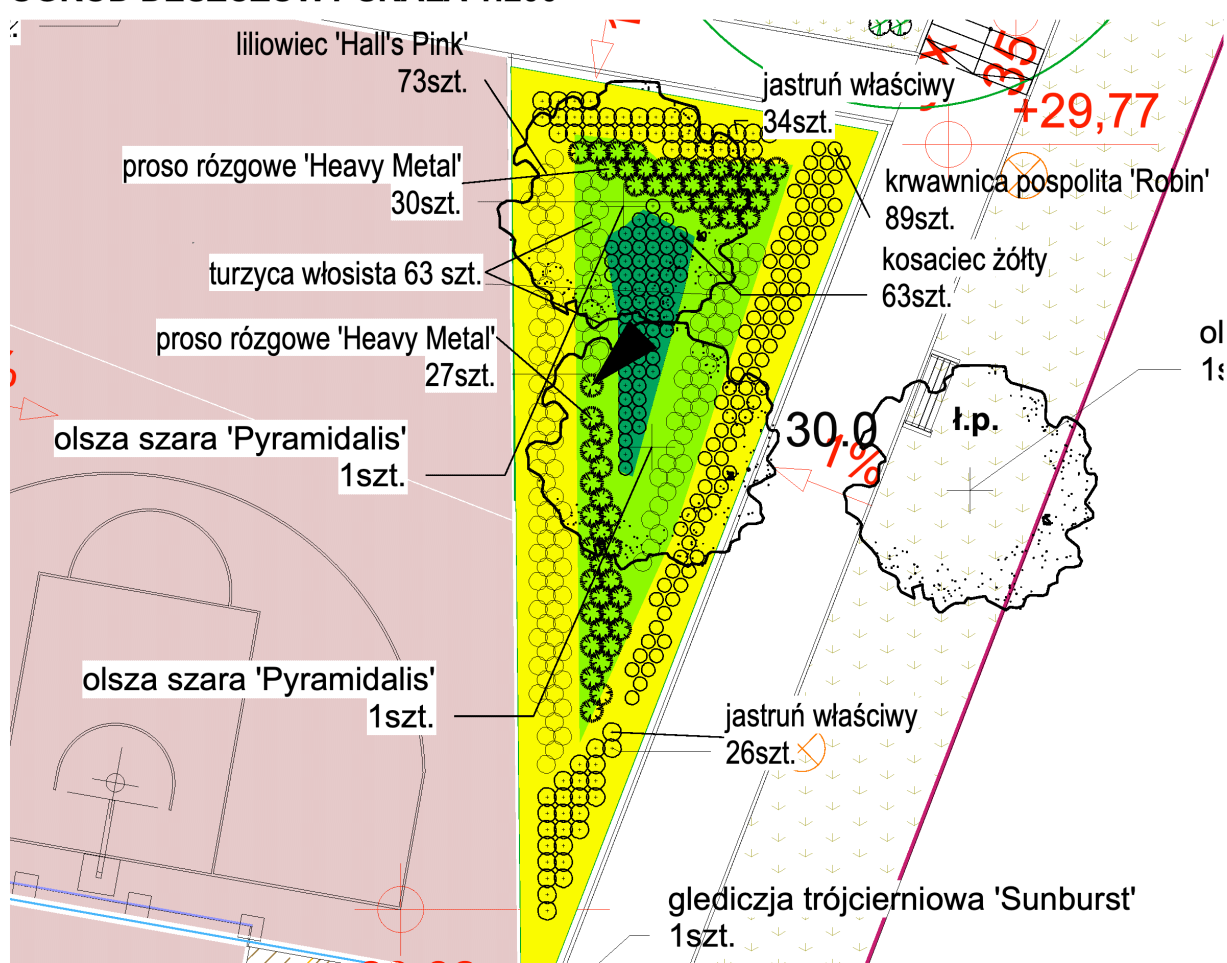 liliowiec 'Hall's Pink'
73szt.
jastruń właściwy
34szt.
x
35
+29,77
proso rózgowe 'Heavy Metal'
30szt.
krwawnica pospolita 'Robin'
89szt.
turzyca włosista 63 szt.
kosaciec żółty
63szt.
proso rózgowe 'Heavy Metal'
27szt.
olsza szara 'Pyramidalis'
1szt.
30.0
1%
ł.p.
olsza szara 'Pyramidalis'
1szt.
jastruń właściwy
26szt.
glediczja trójcierniowa 'Sunburst'
1szt.